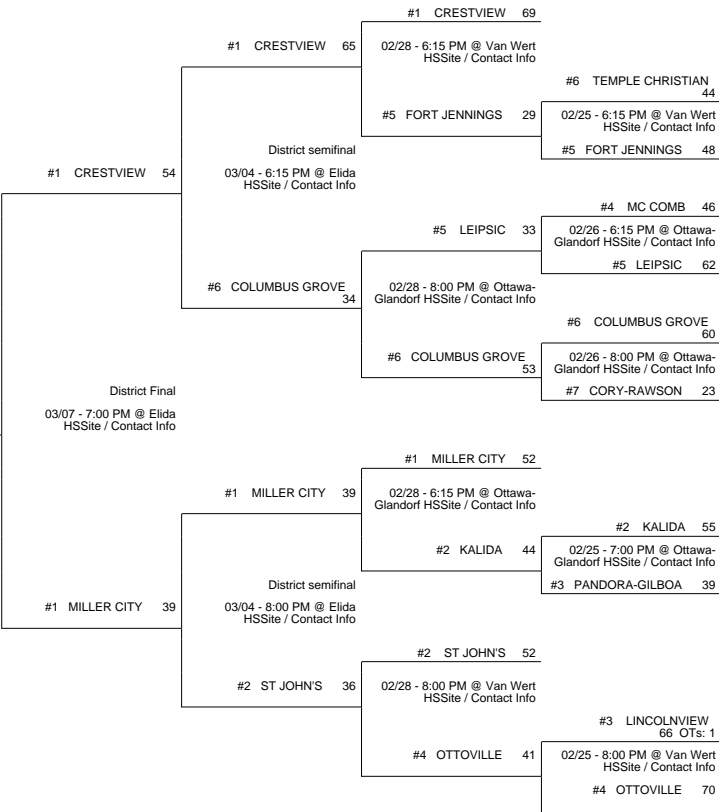 #1 CRESTVIEW 69
#1 CRESTVIEW 65
02/28 - 6:15 PM @ Van Wert
HSSite / Contact Info
#6 TEMPLE CHRISTIAN
44
#5 FORT JENNINGS 29
02/25 - 6:15 PM @ Van Wert
HSSite / Contact Info
#5 FORT JENNINGS 48
District semifinal
03/04 - 6:15 PM @ Elida
HSSite / Contact Info
#1 CRESTVIEW 54
#4 MC COMB 46
#5 LEIPSIC 33
02/26 - 6:15 PM @ Ottawa-
Glandorf HSSite / Contact Info
#5 LEIPSIC 62
#6 COLUMBUS GROVE
34
02/28 - 8:00 PM @ Ottawa-
Glandorf HSSite / Contact Info
#6 COLUMBUS GROVE
60
#6 COLUMBUS GROVE
53
02/26 - 8:00 PM @ Ottawa-
Glandorf HSSite / Contact Info
#7 CORY-RAWSON 23
District Final
03/07 - 7:00 PM @ Elida
HSSite / Contact Info
#1 MILLER CITY 52
#1 MILLER CITY 39
02/28 - 6:15 PM @ Ottawa-
Glandorf HSSite / Contact Info
#2 KALIDA 55
#2 KALIDA 44
02/25 - 7:00 PM @ Ottawa-
Glandorf HSSite / Contact Info
#3 PANDORA-GILBOA 39
District semifinal
03/04 - 8:00 PM @ Elida
HSSite / Contact Info
#1 MILLER CITY 39
#2 ST JOHN'S 52
#2 ST JOHN'S 36
02/28 - 8:00 PM @ Van Wert
HSSite / Contact Info
#3 LINCOLNVIEW
66 OTs: 1
#4 OTTOVILLE 41
02/25 - 8:00 PM @ Van Wert
HSSite / Contact Info
#4 OTTOVILLE 70